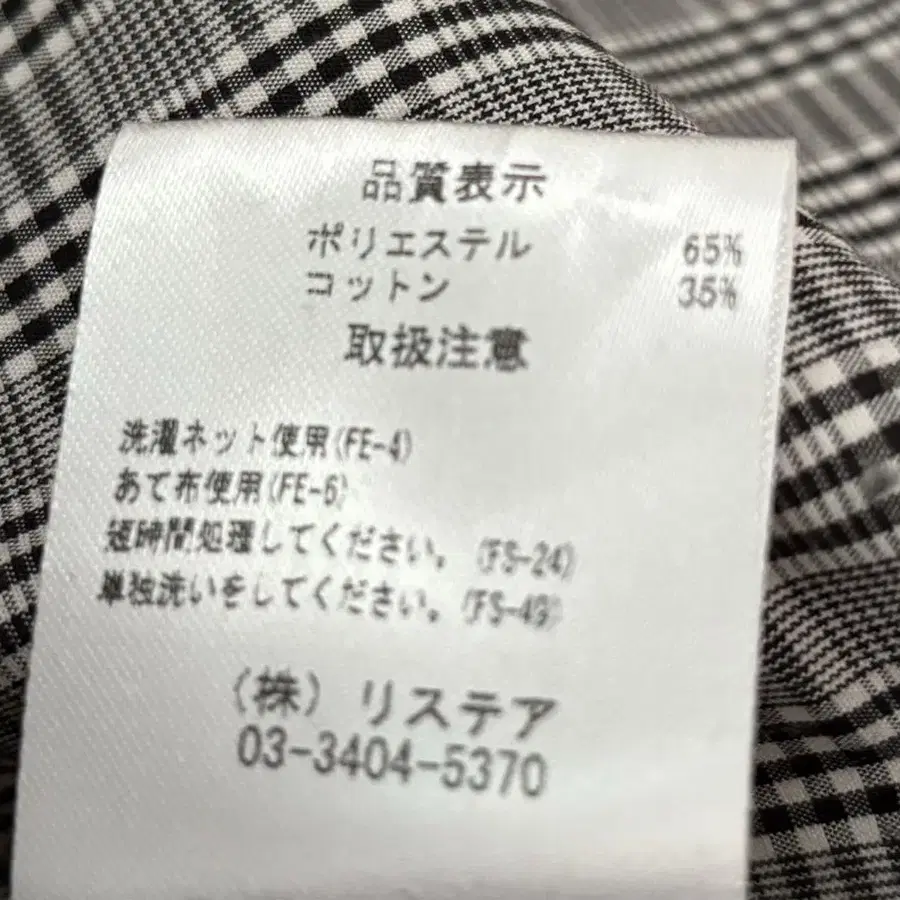 品質表示
ポリエステル 65%
コットン 35%
取扱注意
洗濯ネット使用(FE-4)
あて布使用(FE-6)
短時間処理してください。(FS-24)
単独洗いをしてください。(FS-49)
(株) リステア
03-3404-5370